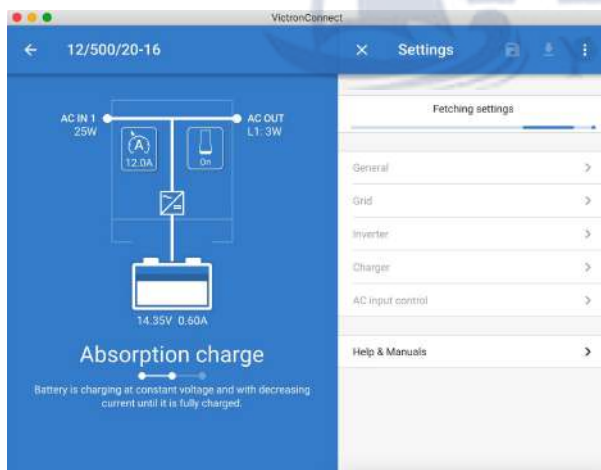 VictronConnect
12/500/20-16
Settings
AC IN 1
25W
AC OUT
L1: 3W
(A)
12.0A
On
14.35V 0.60A
Absorption charge
Battery is charging at constant voltage and with decreasing
current until it is fully charged.
Fetching settings
General
Grid
Inverter
Charger
AC input control
Help & Manuals